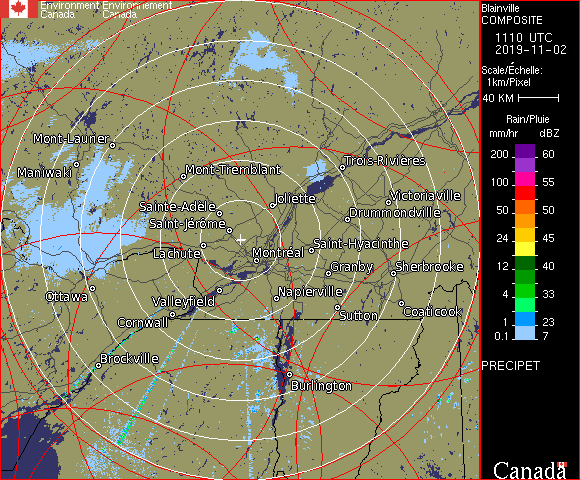 Environment Environnement
Canada Canada
Blainville
COMPOSITE
1110 UTC
2019-11-02
Scale/Échelle:
1km/Pixel
40 KM
Rain/Pluie
mm/hr dBZ
200 60
100 55
50 50
24 45
12 40
4 33
1 23
0.1 7
PRECIPET
Mont-Laurier
Maniwaki
Mont-Tremblant
Trois-Rivières
Joliette
Victoriaville
Sainte-Adèle
Drummondville
Saint-Jérôme
Saint-Hyacinthe
Lachute
Montréal
Granby
Sherbrooke
Ottawa
Valleyfield
Napierville
Cornwall
Sutton
Coaticook
Brockville
Burlington
Canada